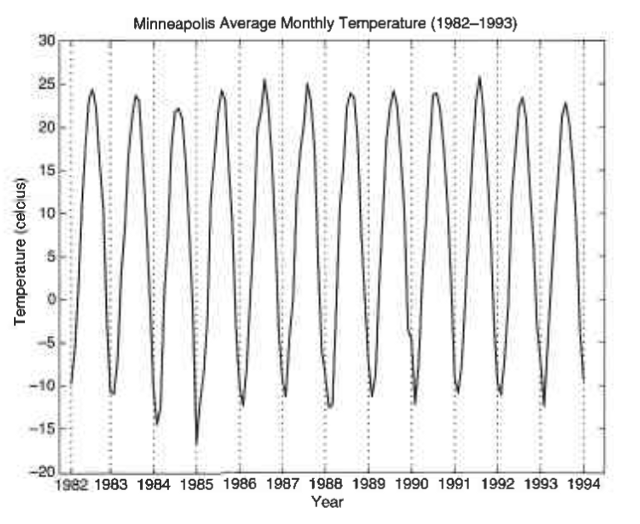 Minneapolis Average Monthly Temperature (1982–1993)
30
25
20
15
10
5
0
−5
−10
−15
−20
Temperature (celcius)
1982 1983 1984 1985 1986 1987 1988 1989 1990 1991 1992 1993 1994
Year